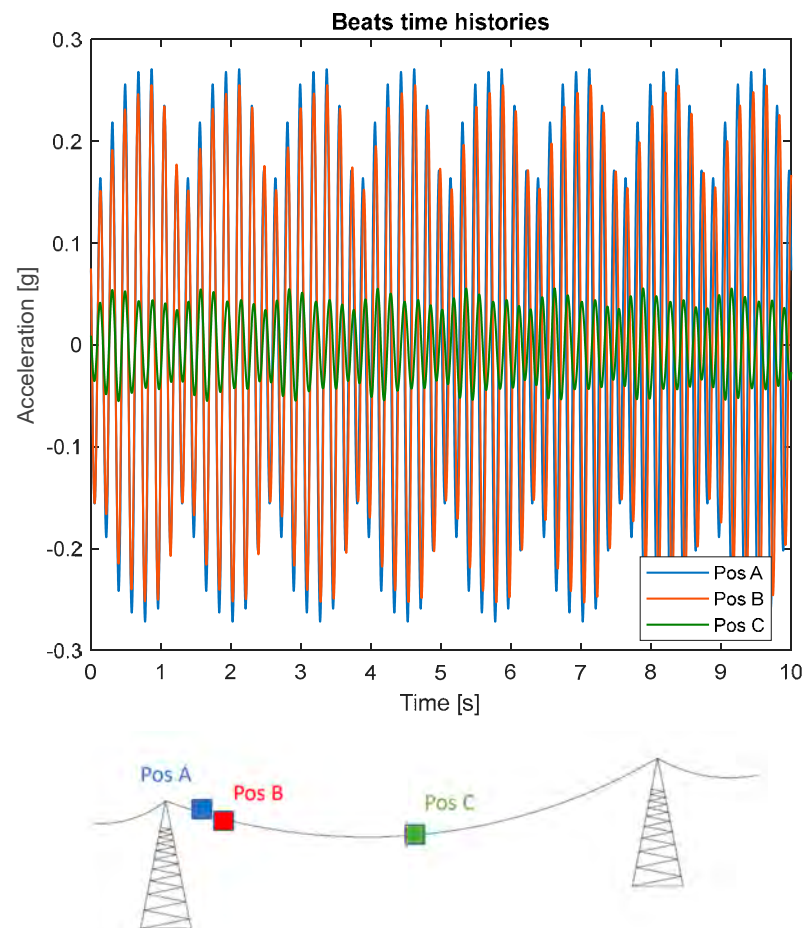 Beats time histories
0.3
0.2
0.1
0
-0.1
-0.2
-0.3
Acceleration [g]
Pos A
Pos B
Pos C
0 1 2 3 4 5 6 7 8 9 10
Time [s]
Pos A
Pos B
Pos C